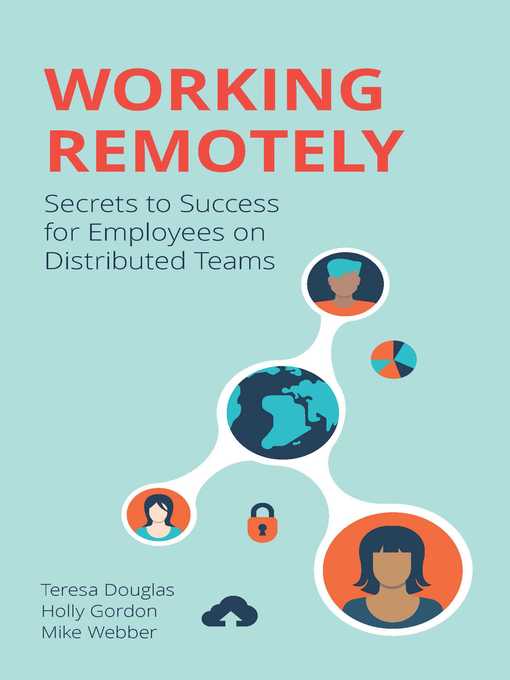 WORKING
REMOTELY
Secrets to Success
for Employees on
Distributed Teams
Teresa Douglas
Holly Gordon
Mike Webber